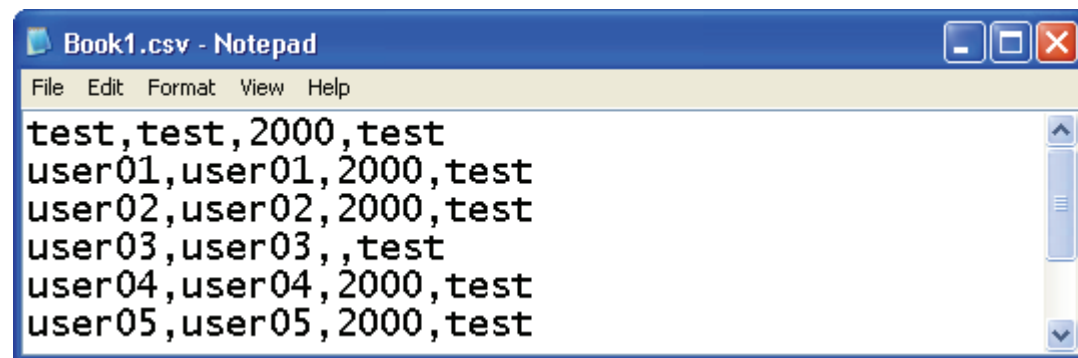 Book1.csv - Notepad
File Edit Format View Help
test,test,2000,test
user01,user01,2000,test
user02,user02,2000,test
user03,user03,,test
user04,user04,2000,test
user05,user05,2000,test